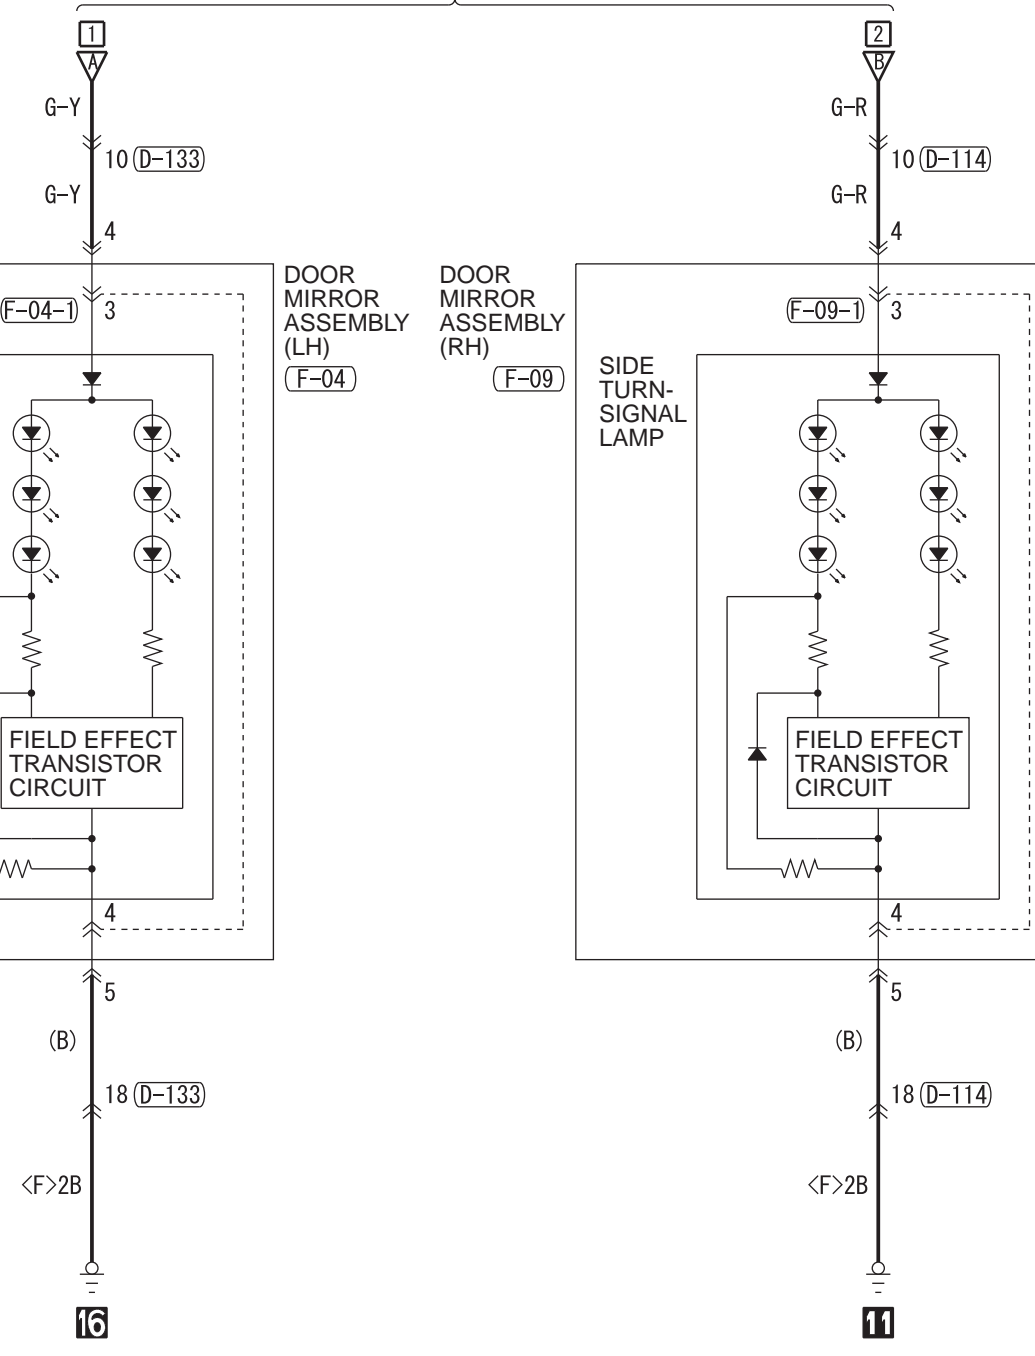 1
2
A
B
G-Y
G-R
10 D-133
10 D-114
G-Y
G-R
4
4
DOOR
MIRROR
ASSEMBLY
(LH)
F-04
DOOR
MIRROR
ASSEMBLY
(RH)
F-09
F-04-1
3
F-09-1
3
SIDE
TURN-
SIGNAL
LAMP
FIELD EFFECT
TRANSISTOR
CIRCUIT
FIELD EFFECT
TRANSISTOR
CIRCUIT
4
4
5
5
(B)
(B)
18 D-133
18 D-114
<F>2B
<F>2B
16
11